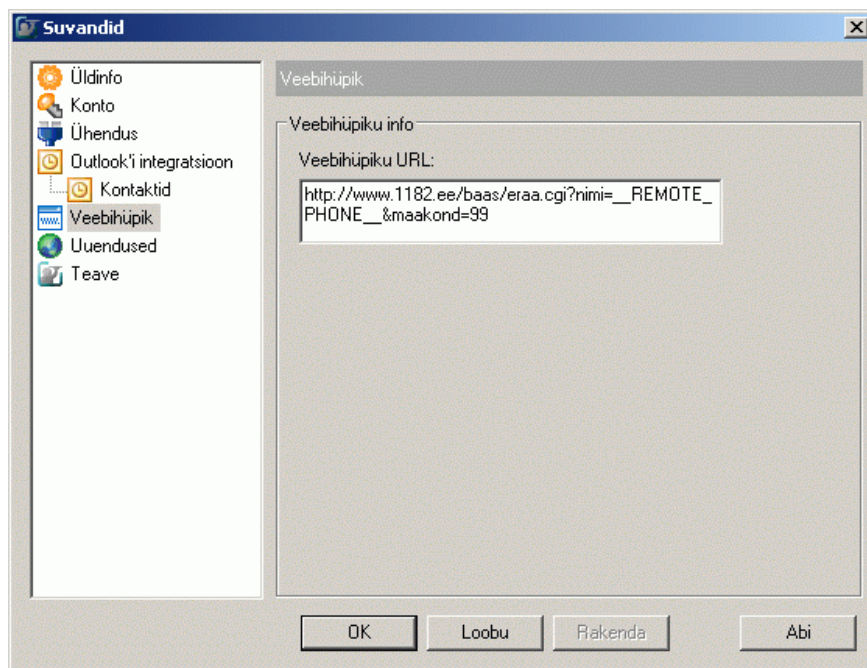 Suvandid
Üldinfo
Konto
Ühendus
Outlook'i integratsioon
Kontaktid
Veebihüpik
Uuendused
Teave
Veebihüpik
Veebihüpiku info
Veebihüpiku URL:
http://www.1182.ee/baas/eraa.cgi?nimi=__REMOTE_
PHONE__&maakond=99
OK
Loobu
Rakenda
Abi